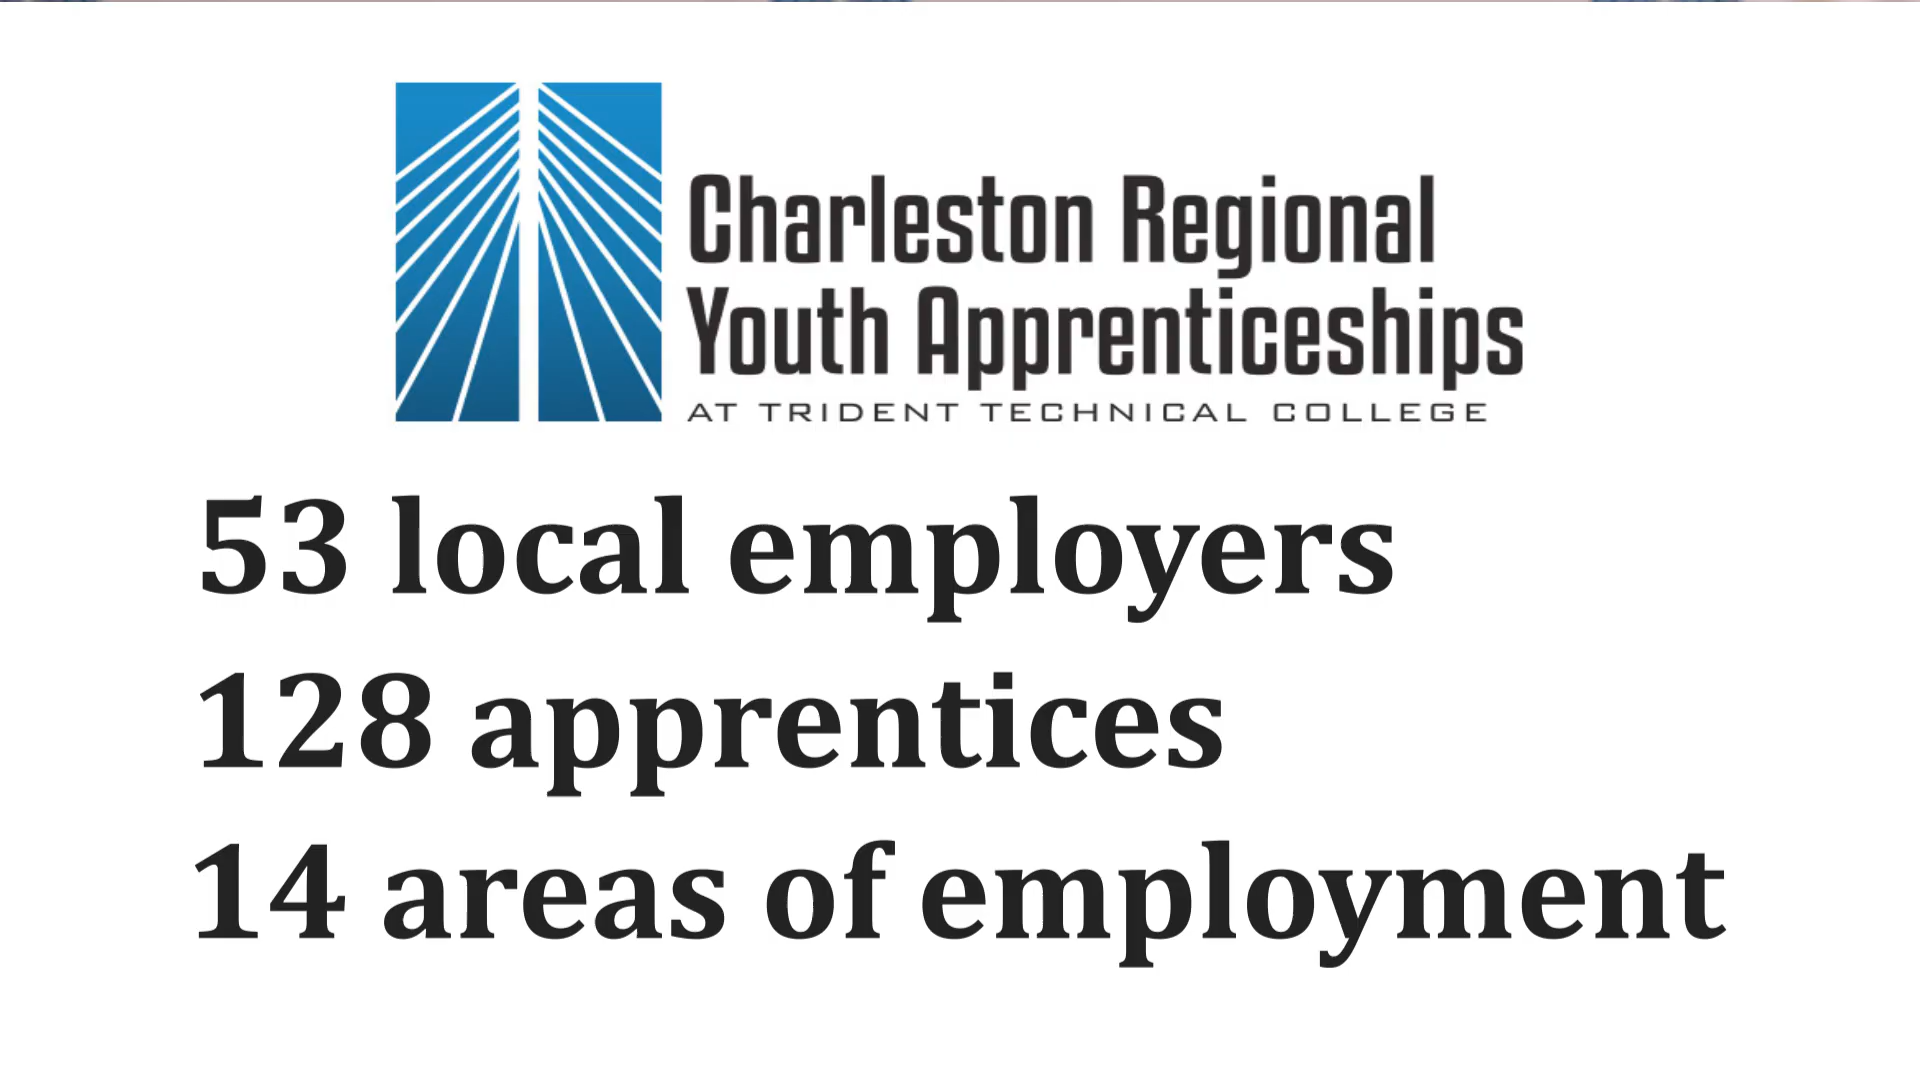 Charleston Regional
Youth Apprenticeships
AT TRIDENT TECHNICAL COLLEGE
53 local employers
128 apprentices
14 areas of employment